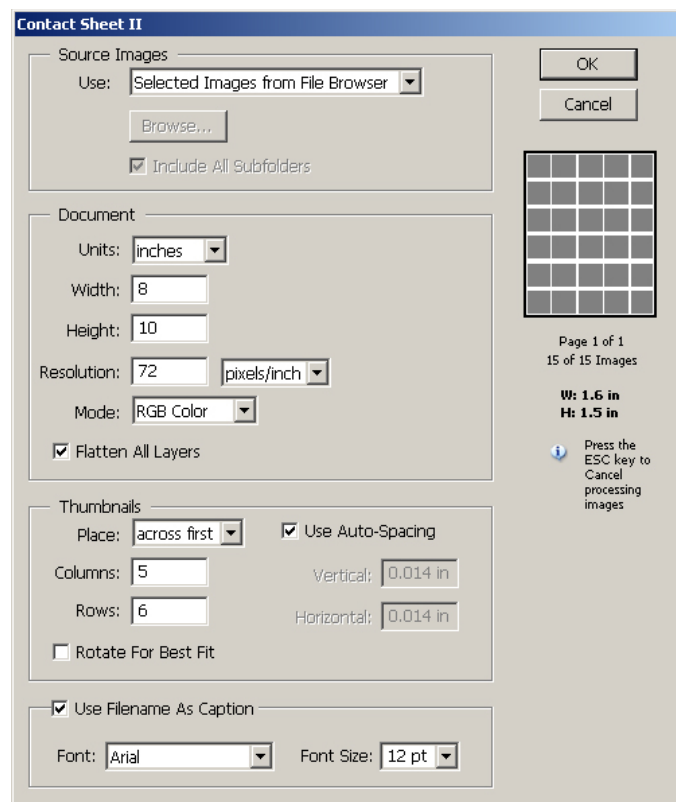 Contact Sheet II
Source Images
Use: Selected Images from File Browser
Browse...
Include All Subfolders
OK
Cancel
Document
Units: inches
Width: 8
Height: 10
Resolution: 72 pixels/inch
Mode: RGB Color
Flatten All Layers
Page 1 of 1
15 of 15 Images
W: 1.6 in
H: 1.5 in
Press the
ESC key to
Cancel
processing
images
Thumbnails
Place: across first
Use Auto-Spacing
Columns: 5
Vertical: 0.014 in
Rows: 6
Horizontal: 0.014 in
Rotate For Best Fit
Use Filename As Caption
Font: Arial
Font Size: 12 pt